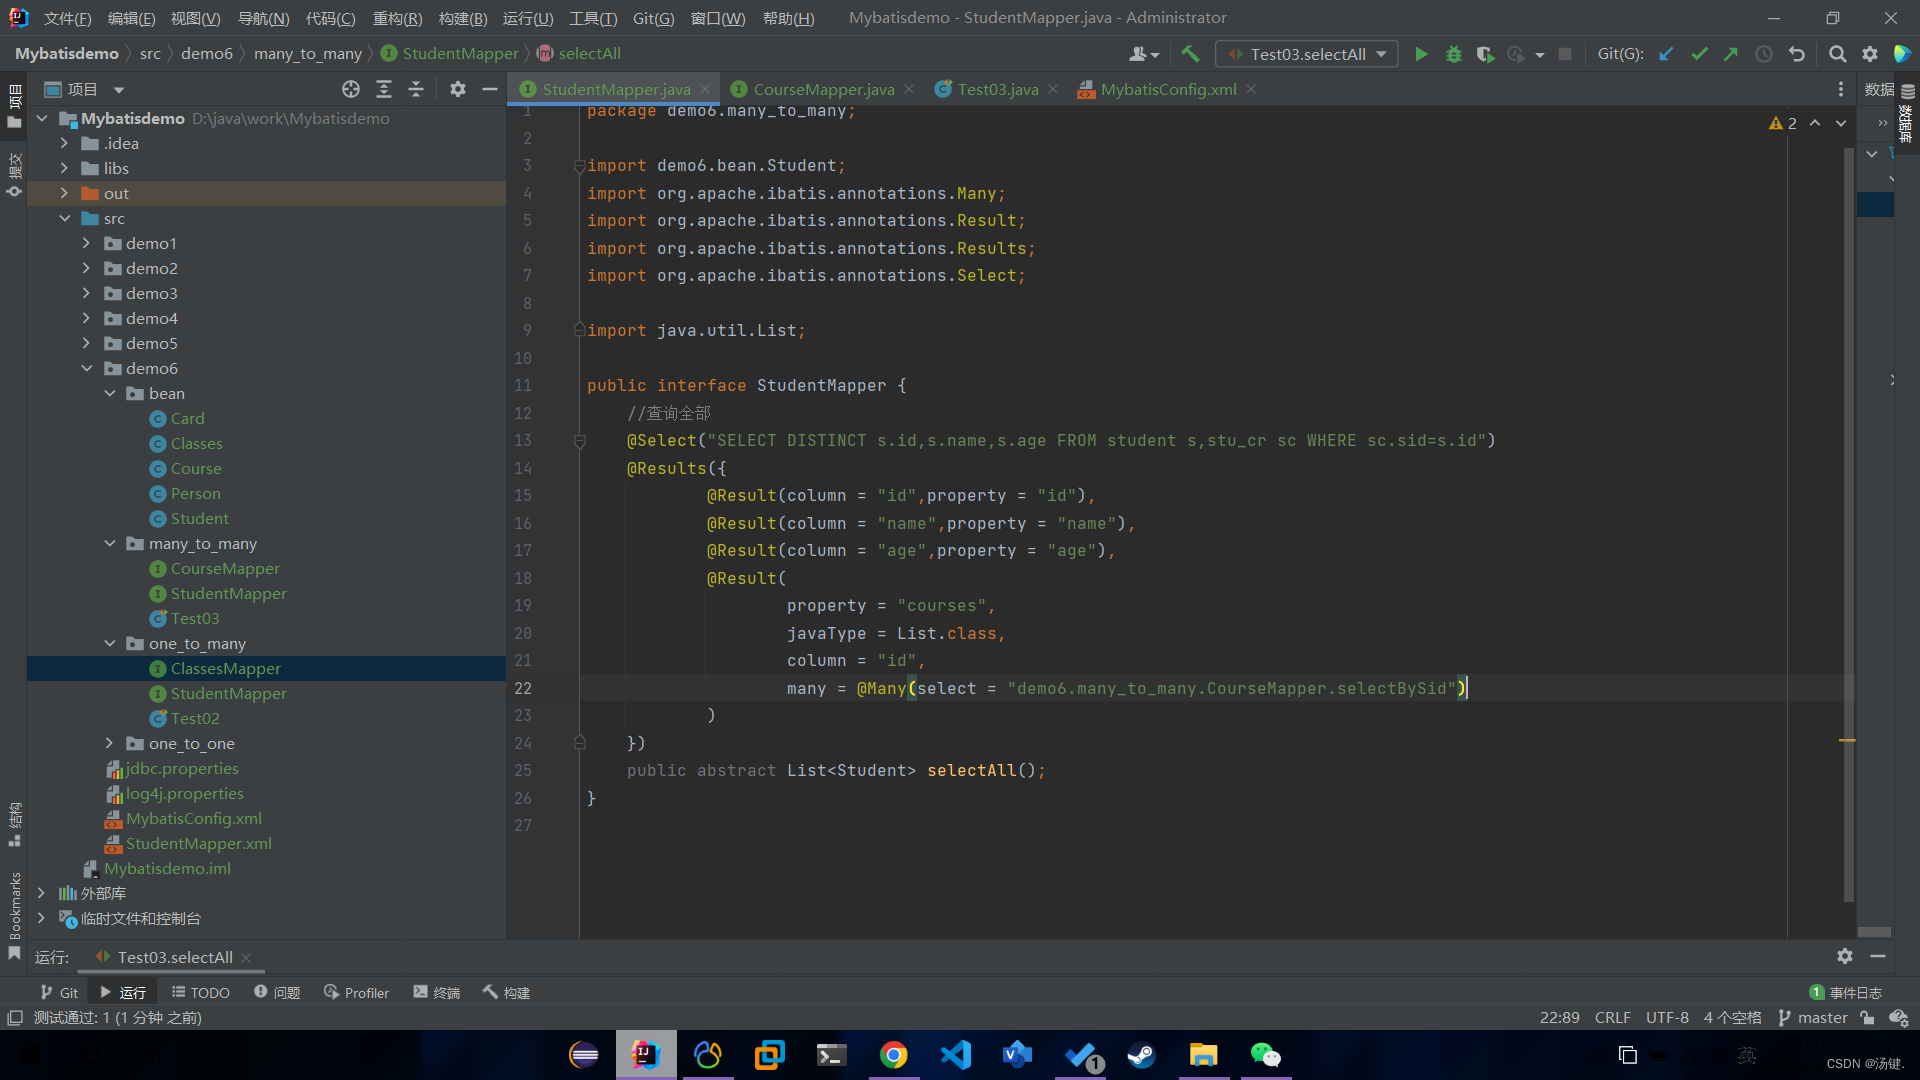 文件(F) 编辑(E) 视图(V) 导航(N) 代码(C) 重构(R) 构建(B) 运行(U) 工具(T) Git(G) 窗口(W) 帮助(H) Mybatisdemo - StudentMapper.java - Administrator
Mybatisdemo src demo6 many_to_many StudentMapper selectAll Test03.selectAll Git(G):
项目 StudentMapper.java CourseMapper.java Test03.java MybatisConfig.xml 数据
项目
提交
结构
Bookmarks
Mybatisdemo D:\java\work\Mybatisdemo
.idea
libs
out
src
demo1
demo2
demo3
demo4
demo5
demo6
bean
Card
Classes
Course
Person
Student
many_to_many
CourseMapper
StudentMapper
Test03
one_to_many
ClassesMapper
StudentMapper
Test02
one_to_one
jdbc.properties
log4j.properties
MybatisConfig.xml
StudentMapper.xml
Mybatisdemo.iml
外部库
临时文件和控制台
1 package demo6.many_to_many;
2
3 import demo6.bean.Student;
4 import org.apache.ibatis.annotations.Many;
5 import org.apache.ibatis.annotations.Result;
6 import org.apache.ibatis.annotations.Results;
7 import org.apache.ibatis.annotations.Select;
8
9 import java.util.List;
10
11 public interface StudentMapper {
12 //查询全部
13 @Select("SELECT DISTINCT s.id,s.name,s.age FROM student s,stu_cr sc WHERE sc.sid=s.id")
14 @Results({
15 @Result(column = "id",property = "id"),
16 @Result(column = "name",property = "name"),
17 @Result(column = "age",property = "age"),
18 @Result(
19 property = "courses",
20 javaType = List.class,
21 column = "id",
22 many = @Many(select = "demo6.many_to_many.CourseMapper.selectBySid")
23 )
24 })
25 public abstract List<Student> selectAll();
26 }
27
2
数据库
运行: Test03.selectAll
Git 运行 TODO 问题 Profiler 终端 构建 1 事件日志
测试通过: 1 (1 分钟 之前) 22:89 CRLF UTF-8 4 个空格 master
1
英
CSDN @汤键.